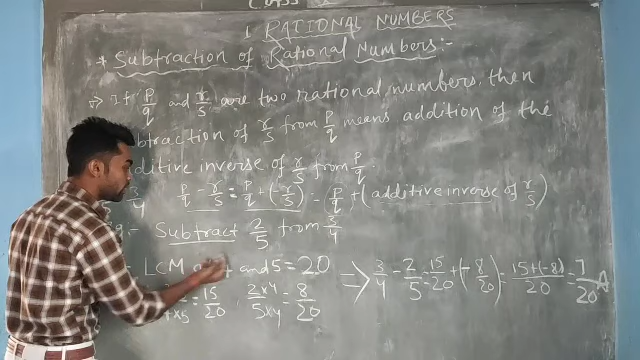 CLASS
1. RATIONAL NUMBERS
* Subtraction of Rational Numbers:-
⇒ If p/q and r/s are two rational numbers, then
subtraction of r/s from p/q means addition of the
additive inverse of r/s from p/q.
3/4 p/q - r/s = p/q + (-r/s) = p/q + (additive inverse of r/s)
e.g.- Subtract 2/5 from 3/4
LCM and 5 = 20 ⇒ 3/4 - 2/5 = 15/20 + (-8/20) = 15+(-8)/20 = 7/20 A
= 15/20, 2×4/5×4 = 8/20